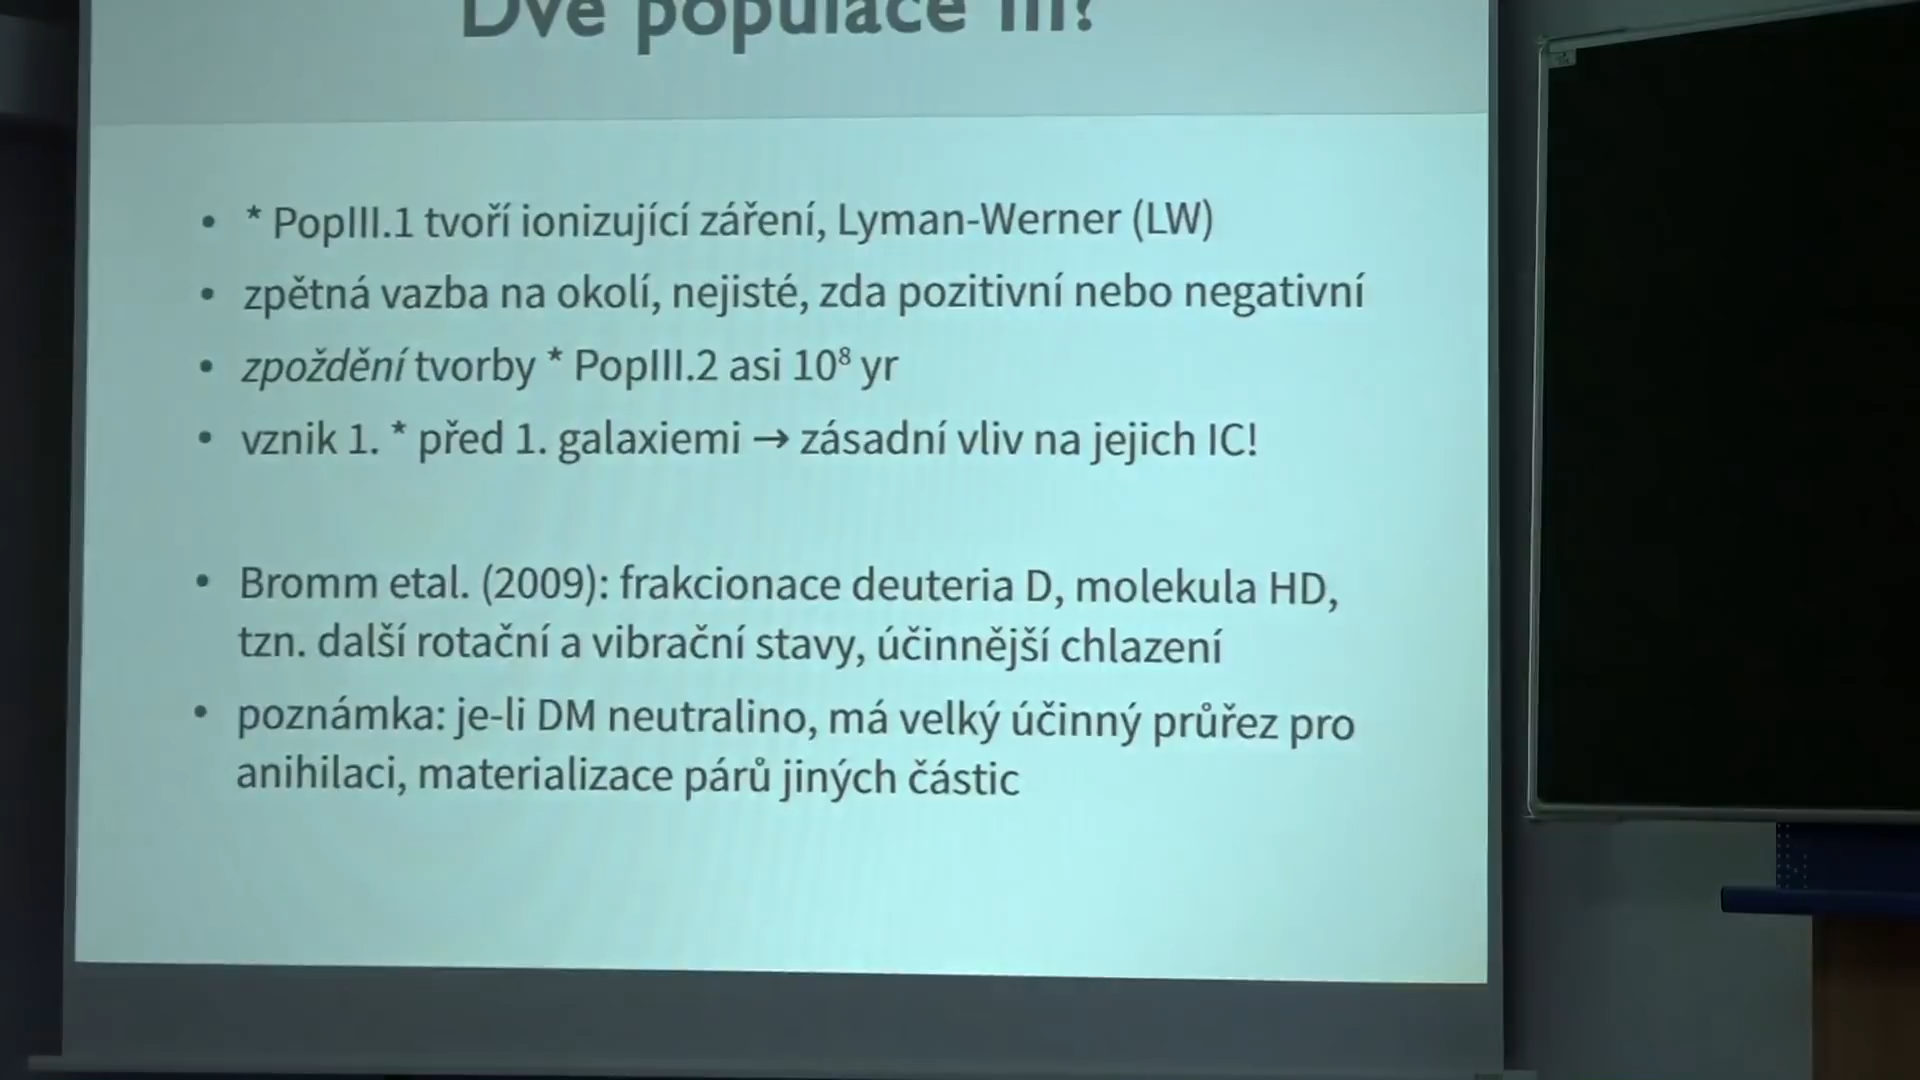 Dvě populace III?
• * PopIII.1 tvoří ionizující záření, Lyman-Werner (LW)
• zpětná vazba na okolí, nejisté, zda pozitivní nebo negativní
• zpoždění tvorby * PopIII.2 asi 10⁸ yr
• vznik 1. * před 1. galaxiemi → zásadní vliv na jejich IC!
• Bromm etal. (2009): frakcionace deuteria D, molekula HD,
tzn. další rotační a vibrační stavy, účinnější chlazení
• poznámka: je-li DM neutralino, má velký účinný průřez pro
anihilaci, materializace párů jiných částic